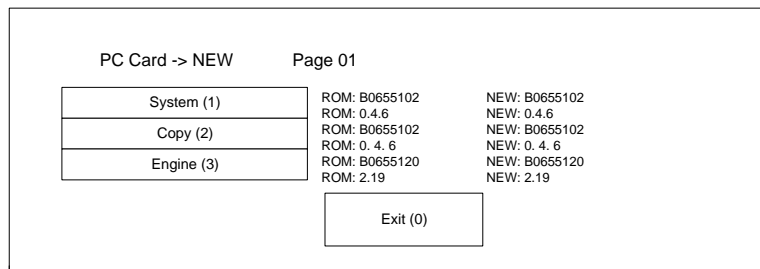 PC Card -> NEW Page 01
System (1) ROM: B0655102 NEW: B0655102
ROM: 0.4.6 NEW: 0.4.6
Copy (2) ROM: B0655102 NEW: B0655102
ROM: 0. 4. 6 NEW: 0. 4. 6
Engine (3) ROM: B0655120 NEW: B0655120
ROM: 2.19 NEW: 2.19
Exit (0)